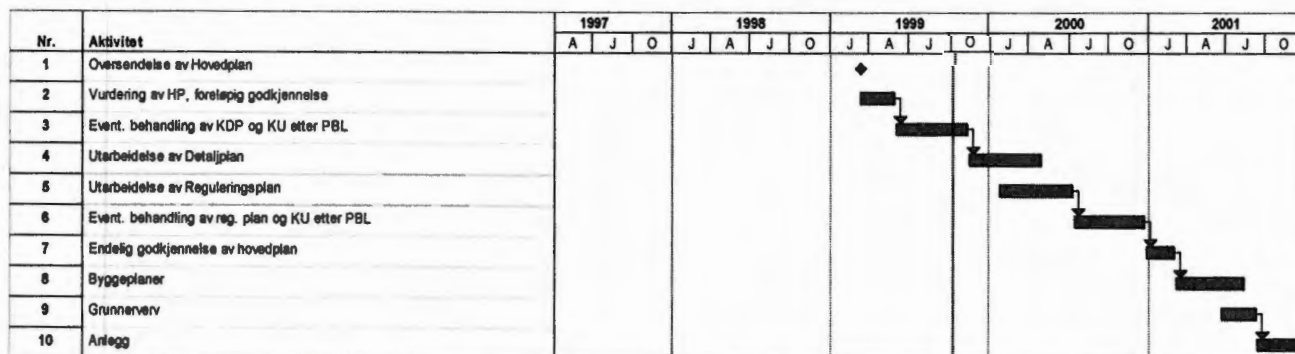 1997 1998 1999 2000 2001
Nr. Aktivitet A J O J A J O J A J O J A J O J A J O
1 Oversendelse av Hovedplan
2 Vurdering av HP, foreløpig godkjennelse
3 Event. behandling av KDP og KU etter PBL
4 Utarbeidelse av Detaljplan
5 Utarbeidelse av Reguleringsplan
6 Event. behandling av reg. plan og KU etter PBL
7 Endelig godkjennelse av hovedplan
8 Byggeplaner
9 Grunnerverv
10 Anlegg